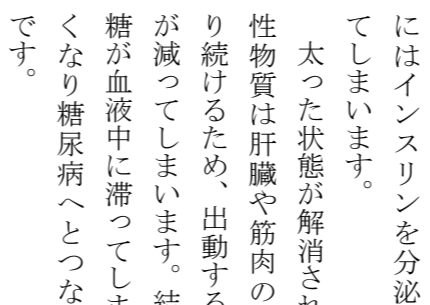 にはインスリンを分泌
てしまいます。
　太った状態が解消さ
性物質は肝臓や筋肉の
り続けるため、出動する
が減ってしまいます。結
糖が血液中に滞ってしま
くなり糖尿病へとつな
です。